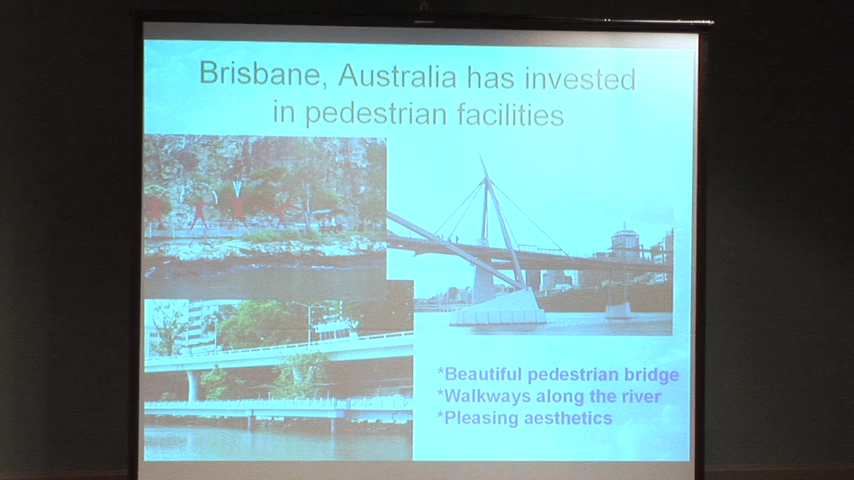 Brisbane, Australia has invested
in pedestrian facilities
*Beautiful pedestrian bridge
*Walkways along the river
*Pleasing aesthetics